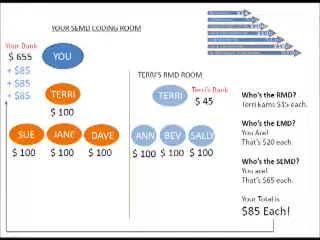 YOUR SEMD CODING ROOM
Your Bank
$ 655
+ $85
+ $85
+ $85
YOU
TERRI
$ 100
SUE
JANE
DAVE
$ 100
$ 100
$ 100
TERRI'S RMD ROOM
TERRI
Terri's Bank
$ 45
ANN
BEV
SALLY
$ 100
$ 100
$ 100
Who's the RMD?
Terri Earns $15 each.
Who's the EMD?
You Are!
That's $20 each.
Who's the SEMD?
You are!
That's $65 each.
Your Total is
$85 Each!